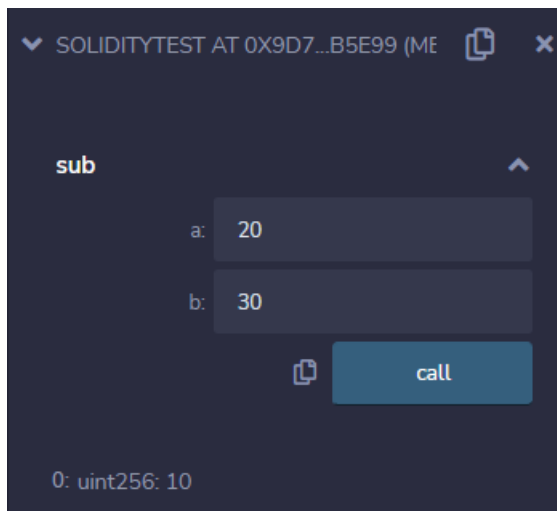 SOLIDITYTEST AT 0X9D7...B5E99 (ME
sub
a: 20
b: 30
call
0: uint256: 10